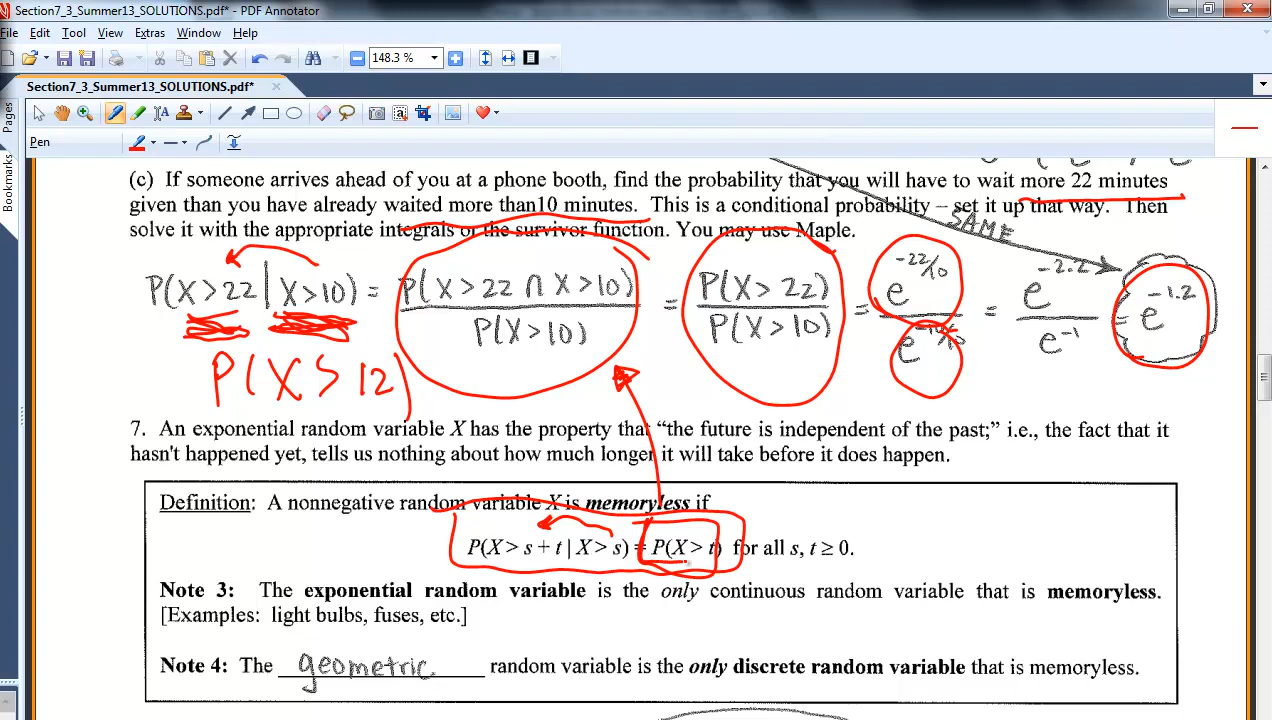 Section7_3_Summer13_SOLUTIONS.pdf* - PDF Annotator
File Edit Tool View Extras Window Help
148.3 %
Section7_3_Summer13_SOLUTIONS.pdf*
Pen
Pages
Bookmarks
(c) If someone arrives ahead of you at a phone booth, find the probability that you will have to wait more 22 minutes
given than you have already waited more than10 minutes. This is a conditional probability – set it up that way. Then
solve it with the appropriate integrals or the survivor function. You may use Maple.
SAME
P(X>22 | X>10) = P(X>22 ∩ X>10) / P(X>10) = P(X>22) / P(X>10) = e^-22/10 / e^-10/10 = e^-2.2 / e^-1 = e^-1.2
P(X>12)
7. An exponential random variable X has the property that “the future is independent of the past;” i.e., the fact that it
hasn't happened yet, tells us nothing about how much longer it will take before it does happen.
Definition: A nonnegative random variable X is memoryless if
P(X> s + t | X> s) = P(X> t) for all s, t ≥ 0.
Note 3: The exponential random variable is the only continuous random variable that is memoryless.
[Examples: light bulbs, fuses, etc.]
Note 4: The geometric random variable is the only discrete random variable that is memoryless.